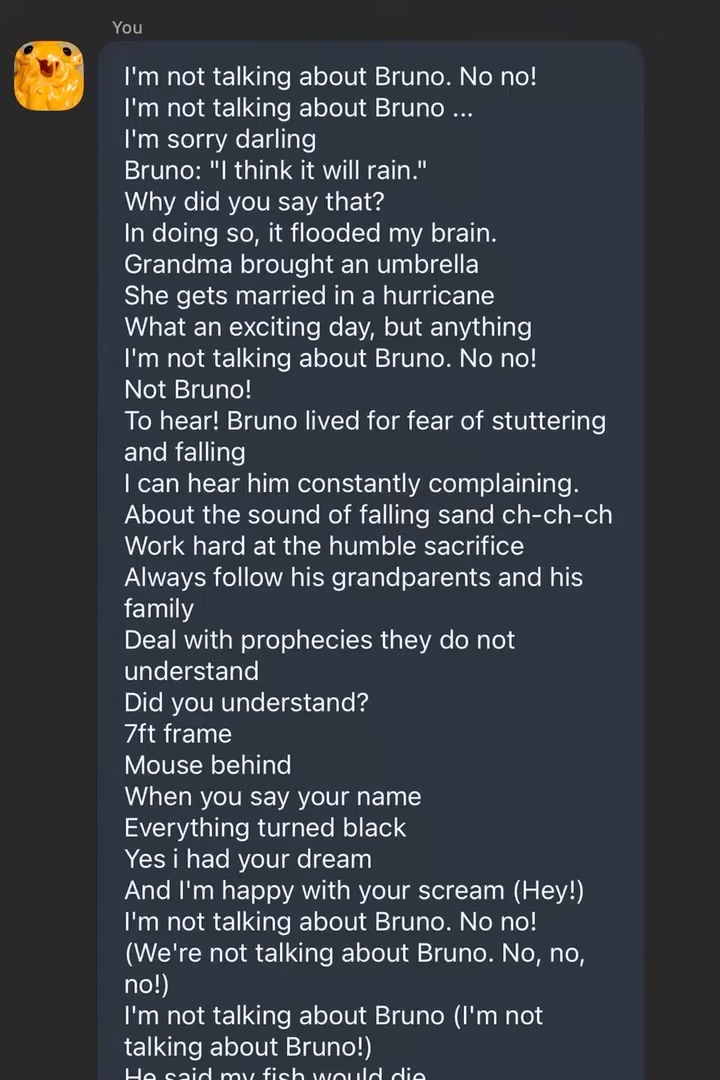 You
I'm not talking about Bruno. No no!
I'm not talking about Bruno ...
I'm sorry darling
Bruno: "I think it will rain."
Why did you say that?
In doing so, it flooded my brain.
Grandma brought an umbrella
She gets married in a hurricane
What an exciting day, but anything
I'm not talking about Bruno. No no!
Not Bruno!
To hear! Bruno lived for fear of stuttering
and falling
I can hear him constantly complaining.
About the sound of falling sand ch-ch-ch
Work hard at the humble sacrifice
Always follow his grandparents and his
family
Deal with prophecies they do not
understand
Did you understand?
7ft frame
Mouse behind
When you say your name
Everything turned black
Yes i had your dream
And I'm happy with your scream (Hey!)
I'm not talking about Bruno. No no!
(We're not talking about Bruno. No, no,
no!)
I'm not talking about Bruno (I'm not
talking about Bruno!)
He said my fish would die